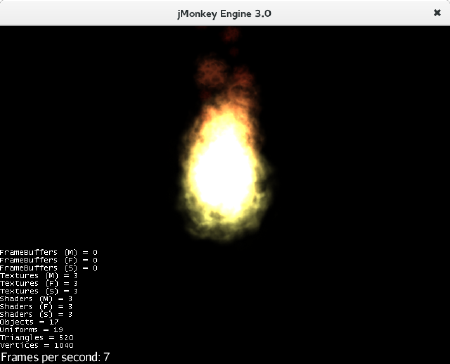 jMonkey Engine 3.0
FrameBuffers (M) = 0
FrameBuffers (F) = 0
FrameBuffers (S) = 0
Textures (M) = 3
Textures (F) = 3
Textures (S) = 3
Shaders (M) = 3
Shaders (F) = 3
Shaders (S) = 3
Objects = 17
Uniforms = 19
Triangles = 520
Vertices = 1040
Frames per second: 7